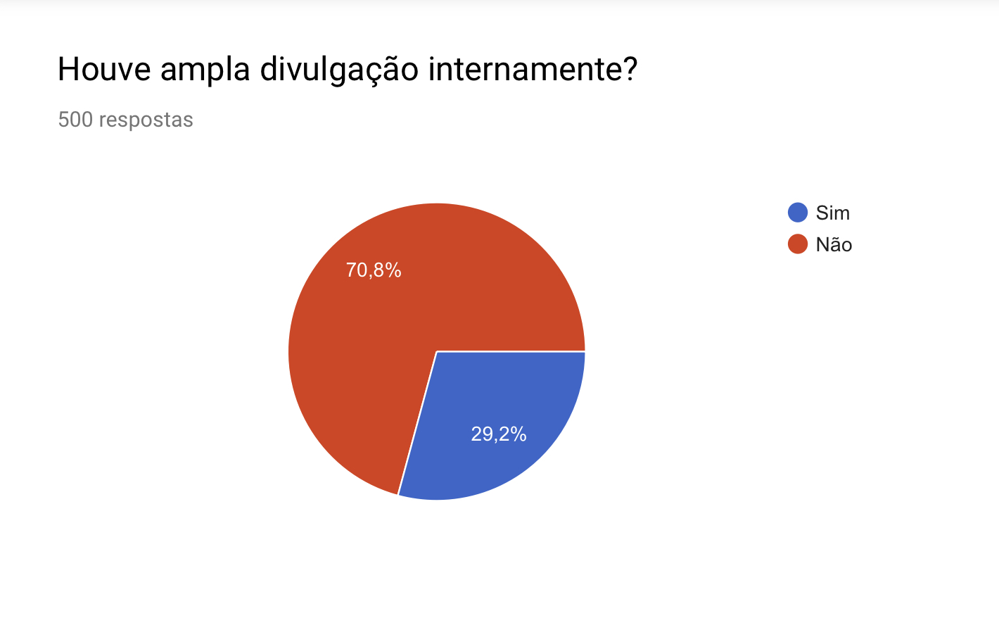 Houve ampla divulgação internamente?
500 respostas
Sim
Não
70,8%
29,2%